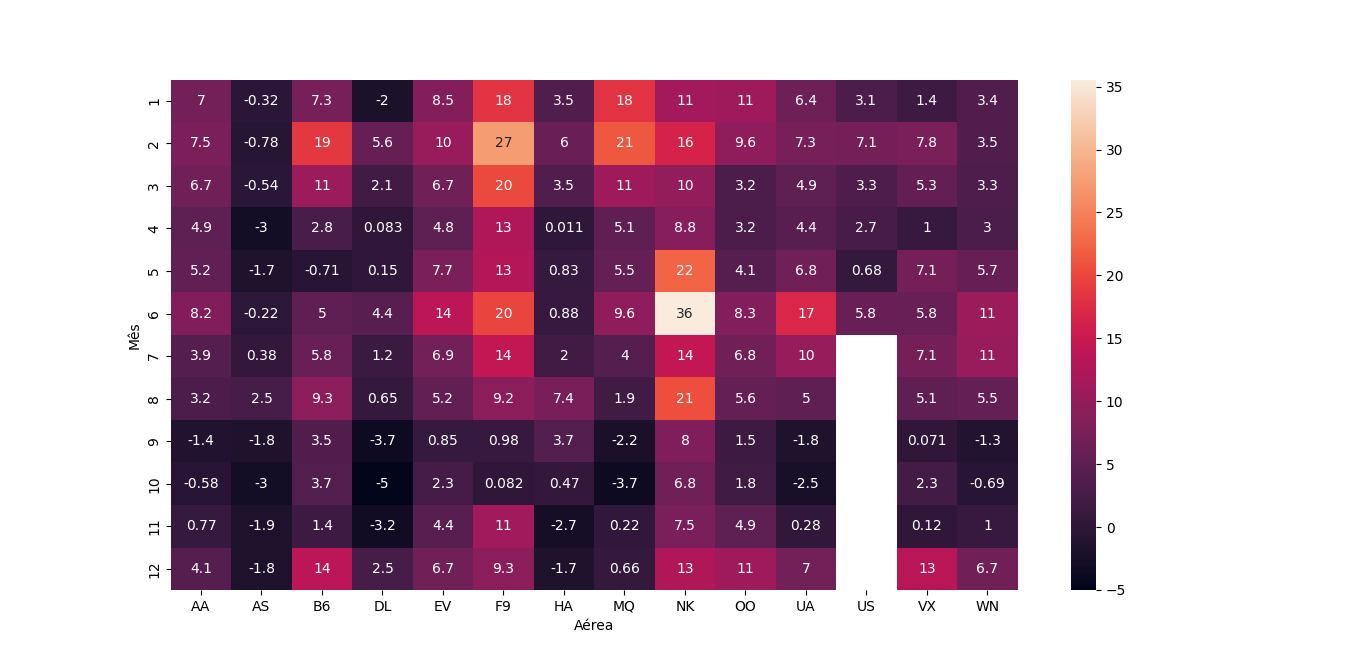 1 7 -0.32 7.3 -2 8.5 18 3.5 18 11 11 6.4 3.1 1.4 3.4
2 7.5 -0.78 19 5.6 10 27 6 21 16 9.6 7.3 7.1 7.8 3.5
3 6.7 -0.54 11 2.1 6.7 20 3.5 11 10 3.2 4.9 3.3 5.3 3.3
4 4.9 -3 2.8 0.083 4.8 13 0.011 5.1 8.8 3.2 4.4 2.7 1 3
5 5.2 -1.7 -0.71 0.15 7.7 13 0.83 5.5 22 4.1 6.8 0.68 7.1 5.7
6 8.2 -0.22 5 4.4 14 20 0.88 9.6 36 8.3 17 5.8 5.8 11
7 3.9 0.38 5.8 1.2 6.9 14 2 4 14 6.8 10 7.1 11
8 3.2 2.5 9.3 0.65 5.2 9.2 7.4 1.9 21 5.6 5 5.1 5.5
9 -1.4 -1.8 3.5 -3.7 0.85 0.98 3.7 -2.2 8 1.5 -1.8 0.071 -1.3
10 -0.58 -3 3.7 -5 2.3 0.082 0.47 -3.7 6.8 1.8 -2.5 2.3 -0.69
11 0.77 -1.9 1.4 -3.2 4.4 11 -2.7 0.22 7.5 4.9 0.28 0.12 1
12 4.1 -1.8 14 2.5 6.7 9.3 -1.7 0.66 13 11 7 13 6.7
AA AS B6 DL EV F9 HA MQ NK OO UA US VX WN
Aérea
Mês
35
30
25
20
15
10
5
0
−5